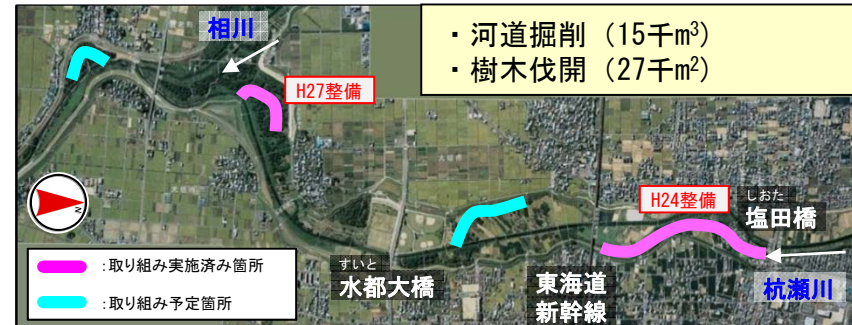 ・河道掘削（15千m³）
・樹木伐開（27千m²）
相川
H27整備
H24整備
しおた
塩田橋
すいと
水都大橋
東海道
新幹線
杭瀬川
N
：取り組み実施済み箇所
：取り組み予定箇所